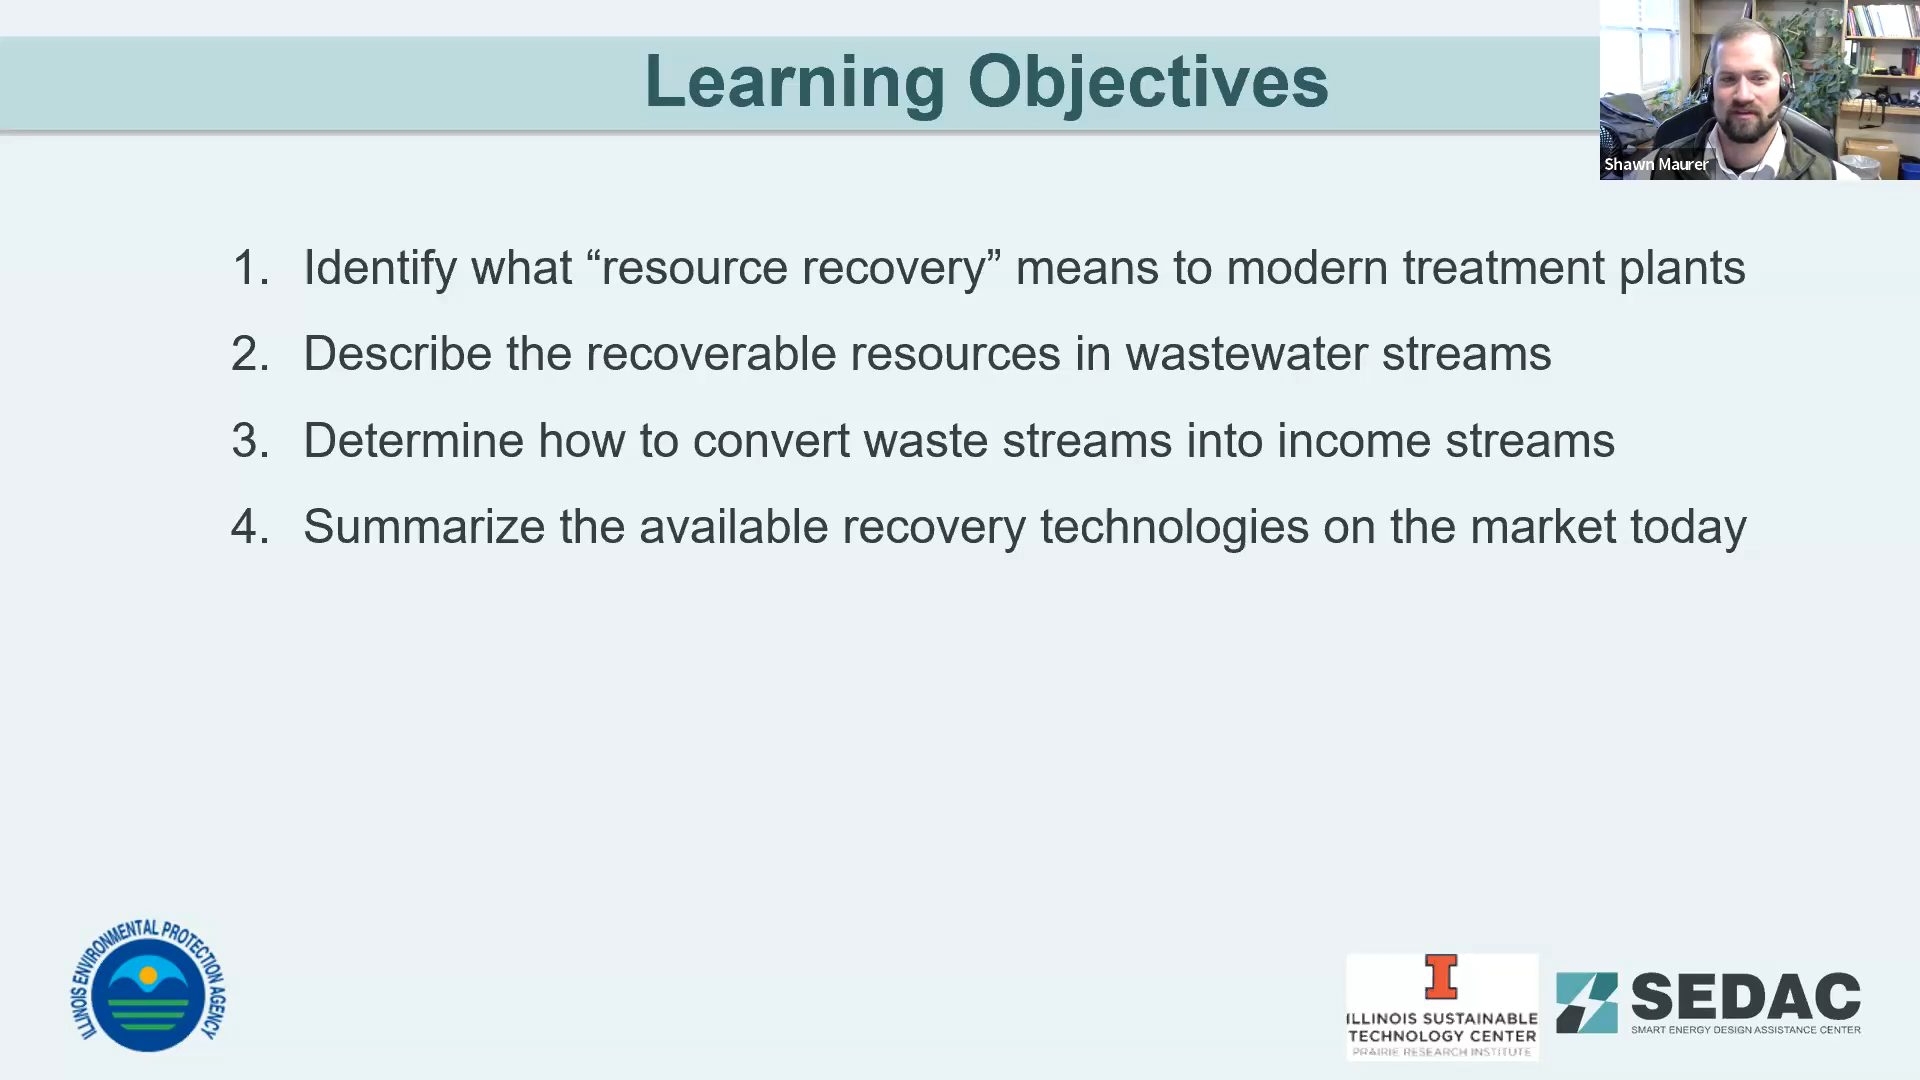 Learning Objectives
Shawn Maurer
1. Identify what “resource recovery” means to modern treatment plants
2. Describe the recoverable resources in wastewater streams
3. Determine how to convert waste streams into income streams
4. Summarize the available recovery technologies on the market today
ILLINOIS ENVIRONMENTAL PROTECTION AGENCY
I
ILLINOIS SUSTAINABLE
TECHNOLOGY CENTER
PRAIRIE RESEARCH INSTITUTE
SEDAC
SMART ENERGY DESIGN ASSISTANCE CENTER